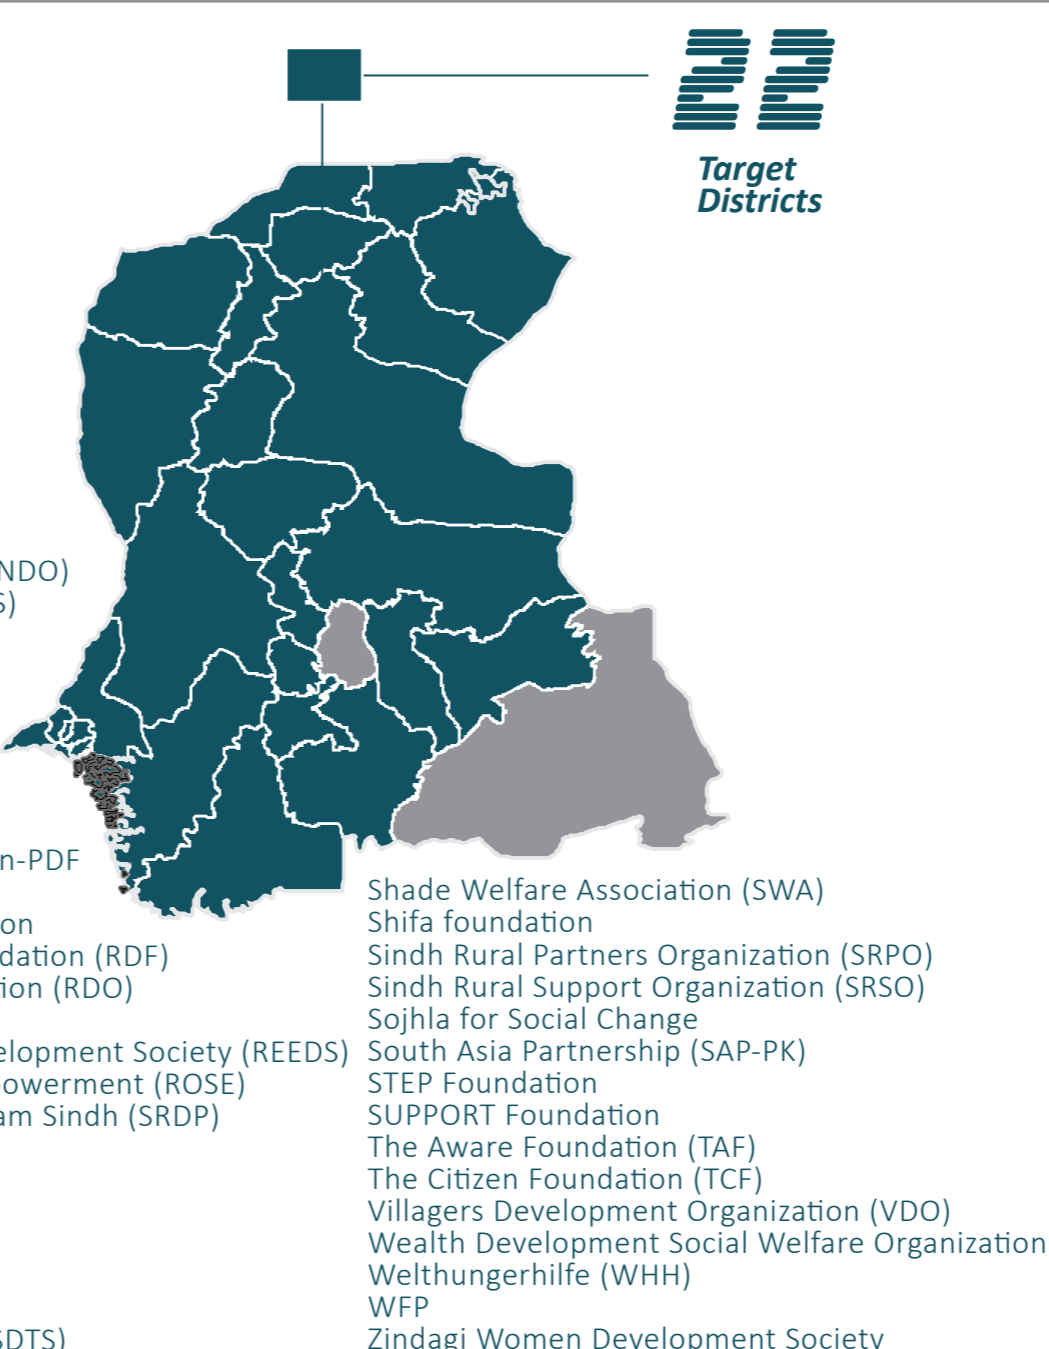 22
Target
Districts
NDO)
S)
n-PDF
on
dation (RDF)
ion (RDO)
elopment Society (REEDS)
powerment (ROSE)
am Sindh (SRDP)
SDTS)
Shade Welfare Association (SWA)
Shifa foundation
Sindh Rural Partners Organization (SRPO)
Sindh Rural Support Organization (SRSO)
Sojhla for Social Change
South Asia Partnership (SAP-PK)
STEP Foundation
SUPPORT Foundation
The Aware Foundation (TAF)
The Citizen Foundation (TCF)
Villagers Development Organization (VDO)
Wealth Development Social Welfare Organization
Welthungerhilfe (WHH)
WFP
Zindagi Women Development Society